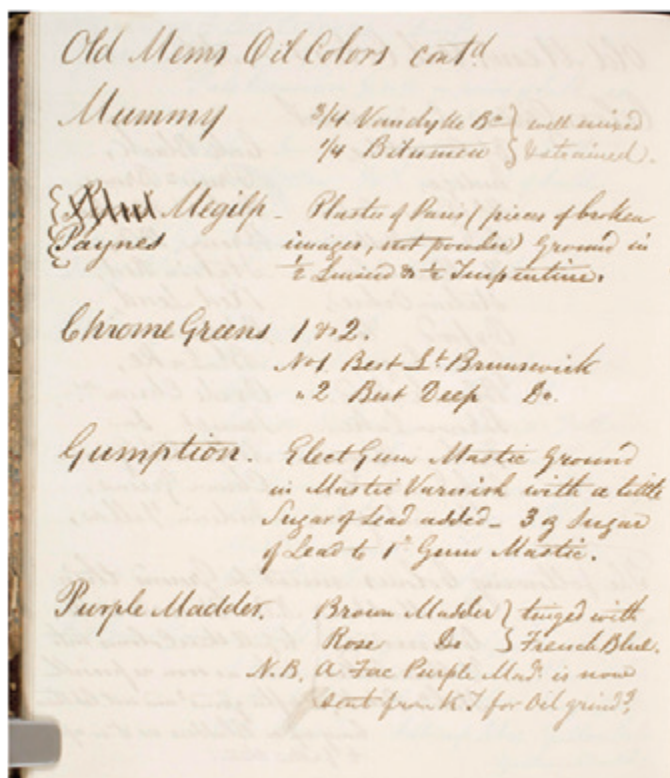 Old Mems Oil Colors contd
Mummy 3/4 Vandyke Bn } well mixed
1/4 Bitumen } & strained.
{ Megilp - Plaster of Paris (pieces of broken
{ Paynes images, not powder) Ground in
1/2 Linseed & 1/2 Turpentine.
Chrome Greens 1 & 2.
No 1 Best Lt Brunswick
" 2 Best Deep Do.
Gumption. Elect Gum Mastic Ground
in Mastic Varnish with a little
Sugar of Lead added - 3 oz Sugar
of Lead to 1 lb Gum Mastic.
Purple Madder. Brown Madder } tinged with
Rose Do } French Blue.
N.B. A Fac Purple Madr is now
sent from K T for Oil grindg.